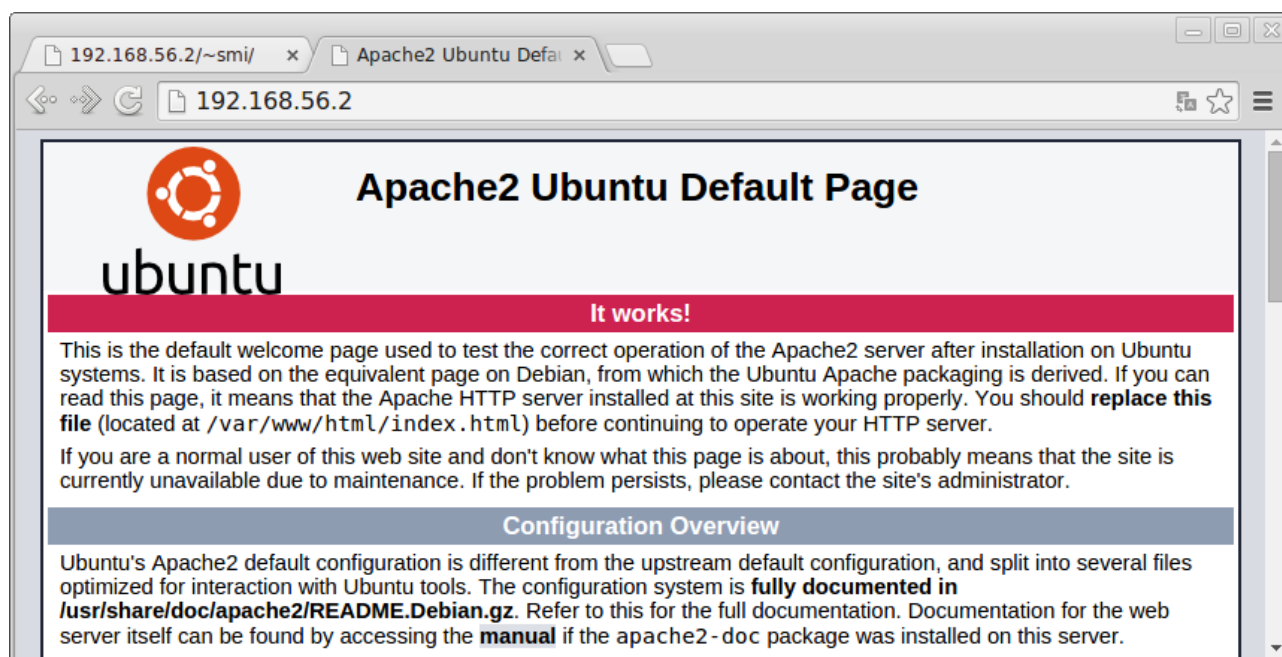 192.168.56.2/~smi/
Apache2 Ubuntu Defa
192.168.56.2
ubuntu
Apache2 Ubuntu Default Page
It works!
This is the default welcome page used to test the correct operation of the Apache2 server after installation on Ubuntu
systems. It is based on the equivalent page on Debian, from which the Ubuntu Apache packaging is derived. If you can
read this page, it means that the Apache HTTP server installed at this site is working properly. You should replace this
file (located at /var/www/html/index.html) before continuing to operate your HTTP server.
If you are a normal user of this web site and don't know what this page is about, this probably means that the site is
currently unavailable due to maintenance. If the problem persists, please contact the site's administrator.
Configuration Overview
Ubuntu's Apache2 default configuration is different from the upstream default configuration, and split into several files
optimized for interaction with Ubuntu tools. The configuration system is fully documented in
/usr/share/doc/apache2/README.Debian.gz. Refer to this for the full documentation. Documentation for the web
server itself can be found by accessing the manual if the apache2-doc package was installed on this server.